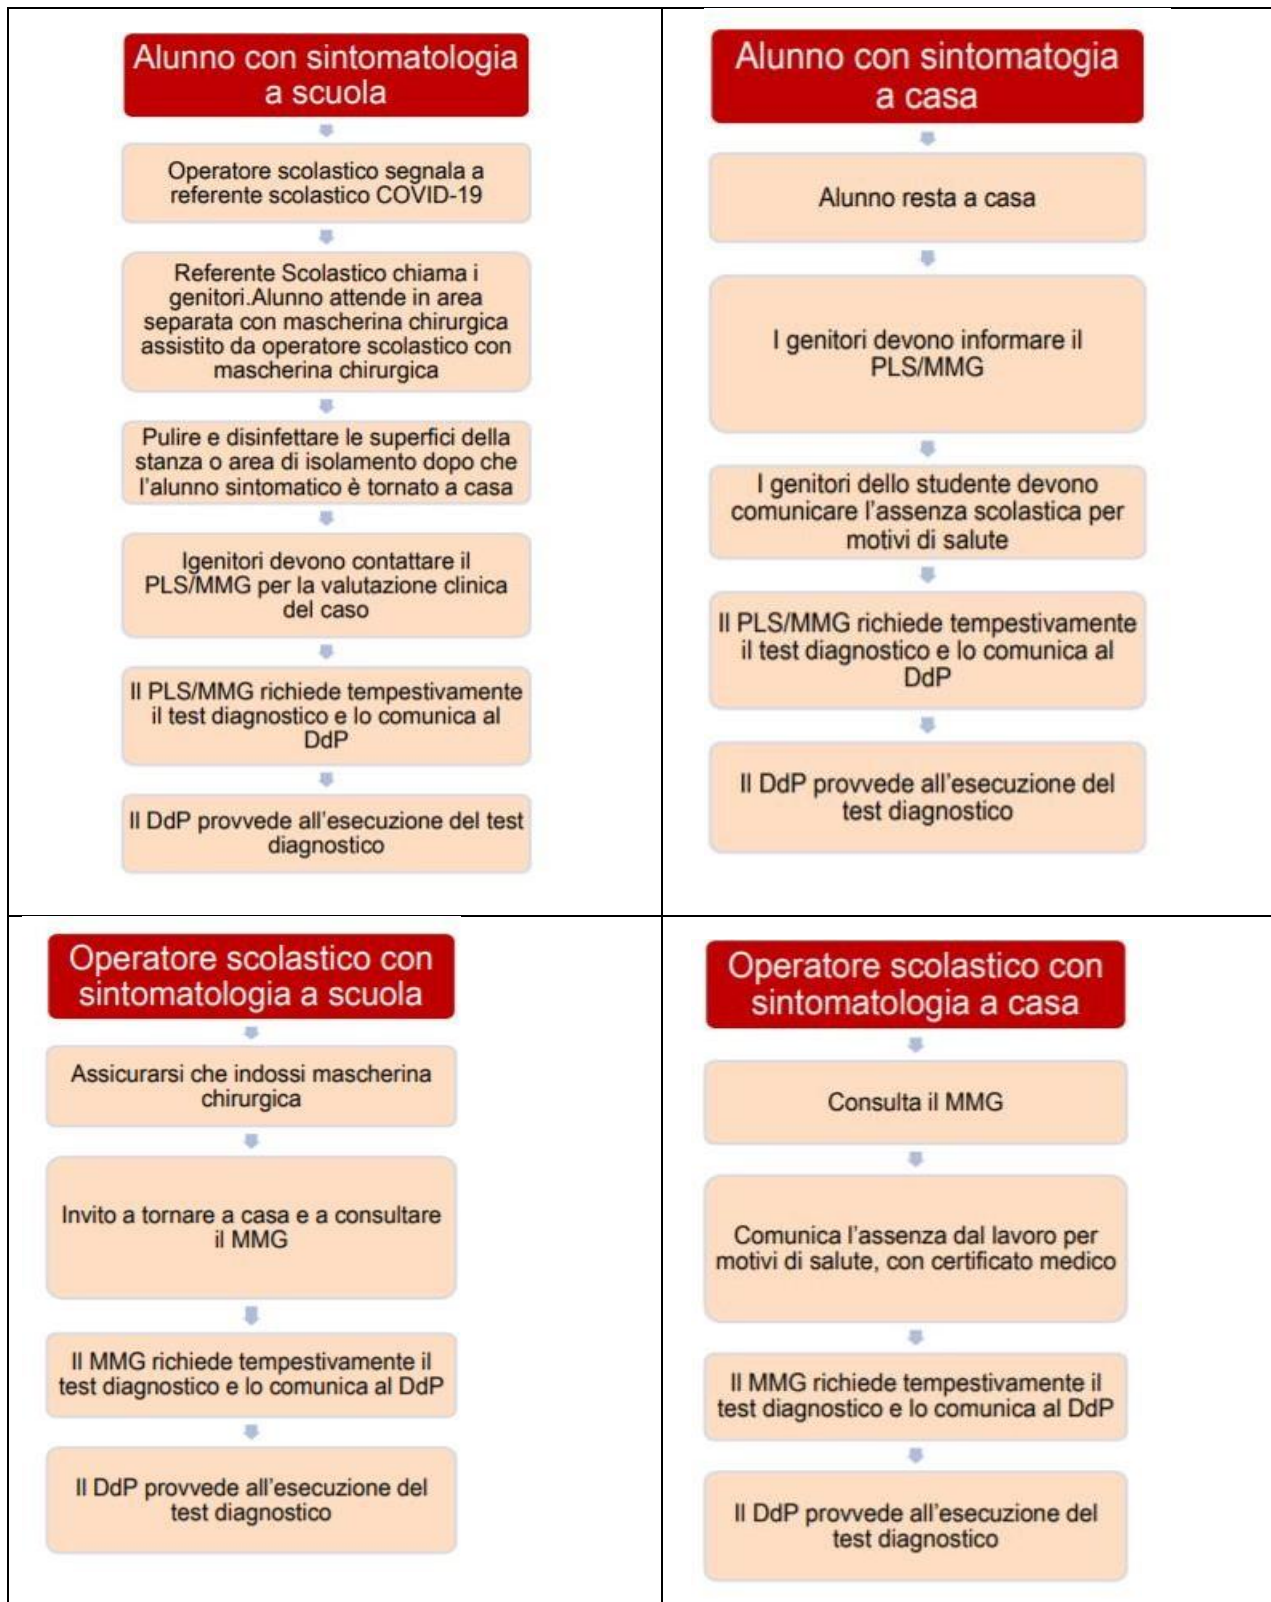 Alunno con sintomatologia
a scuola
Operatore scolastico segnala a
referente scolastico COVID-19
Referente Scolastico chiama i
genitori.Alunno attende in area
separata con mascherina chirurgica
assistito da operatore scolastico con
mascherina chirurgica
Pulire e disinfettare le superfici della
stanza o area di isolamento dopo che
l'alunno sintomatico è tornato a casa
Igenitori devono contattare il
PLS/MMG per la valutazione clinica
del caso
Il PLS/MMG richiede tempestivamente
il test diagnostico e lo comunica al
DdP
Il DdP provvede all'esecuzione del test
diagnostico
Alunno con sintomatogia
a casa
Alunno resta a casa
I genitori devono informare il
PLS/MMG
I genitori dello studente devono
comunicare l'assenza scolastica per
motivi di salute
Il PLS/MMG richiede tempestivamente
il test diagnostico e lo comunica al
DdP
Il DdP provvede all'esecuzione del
test diagnostico
Operatore scolastico con
sintomatologia a scuola
Assicurarsi che indossi mascherina
chirurgica
Invito a tornare a casa e a consultare
il MMG
Il MMG richiede tempestivamente il
test diagnostico e lo comunica al DdP
Il DdP provvede all'esecuzione del
test diagnostico
Operatore scolastico con
sintomatologia a casa
Consulta il MMG
Comunica l'assenza dal lavoro per
motivi di salute, con certificato medico
Il MMG richiede tempestivamente il
test diagnostico e lo comunica al DdP
Il DdP provvede all'esecuzione del
test diagnostico